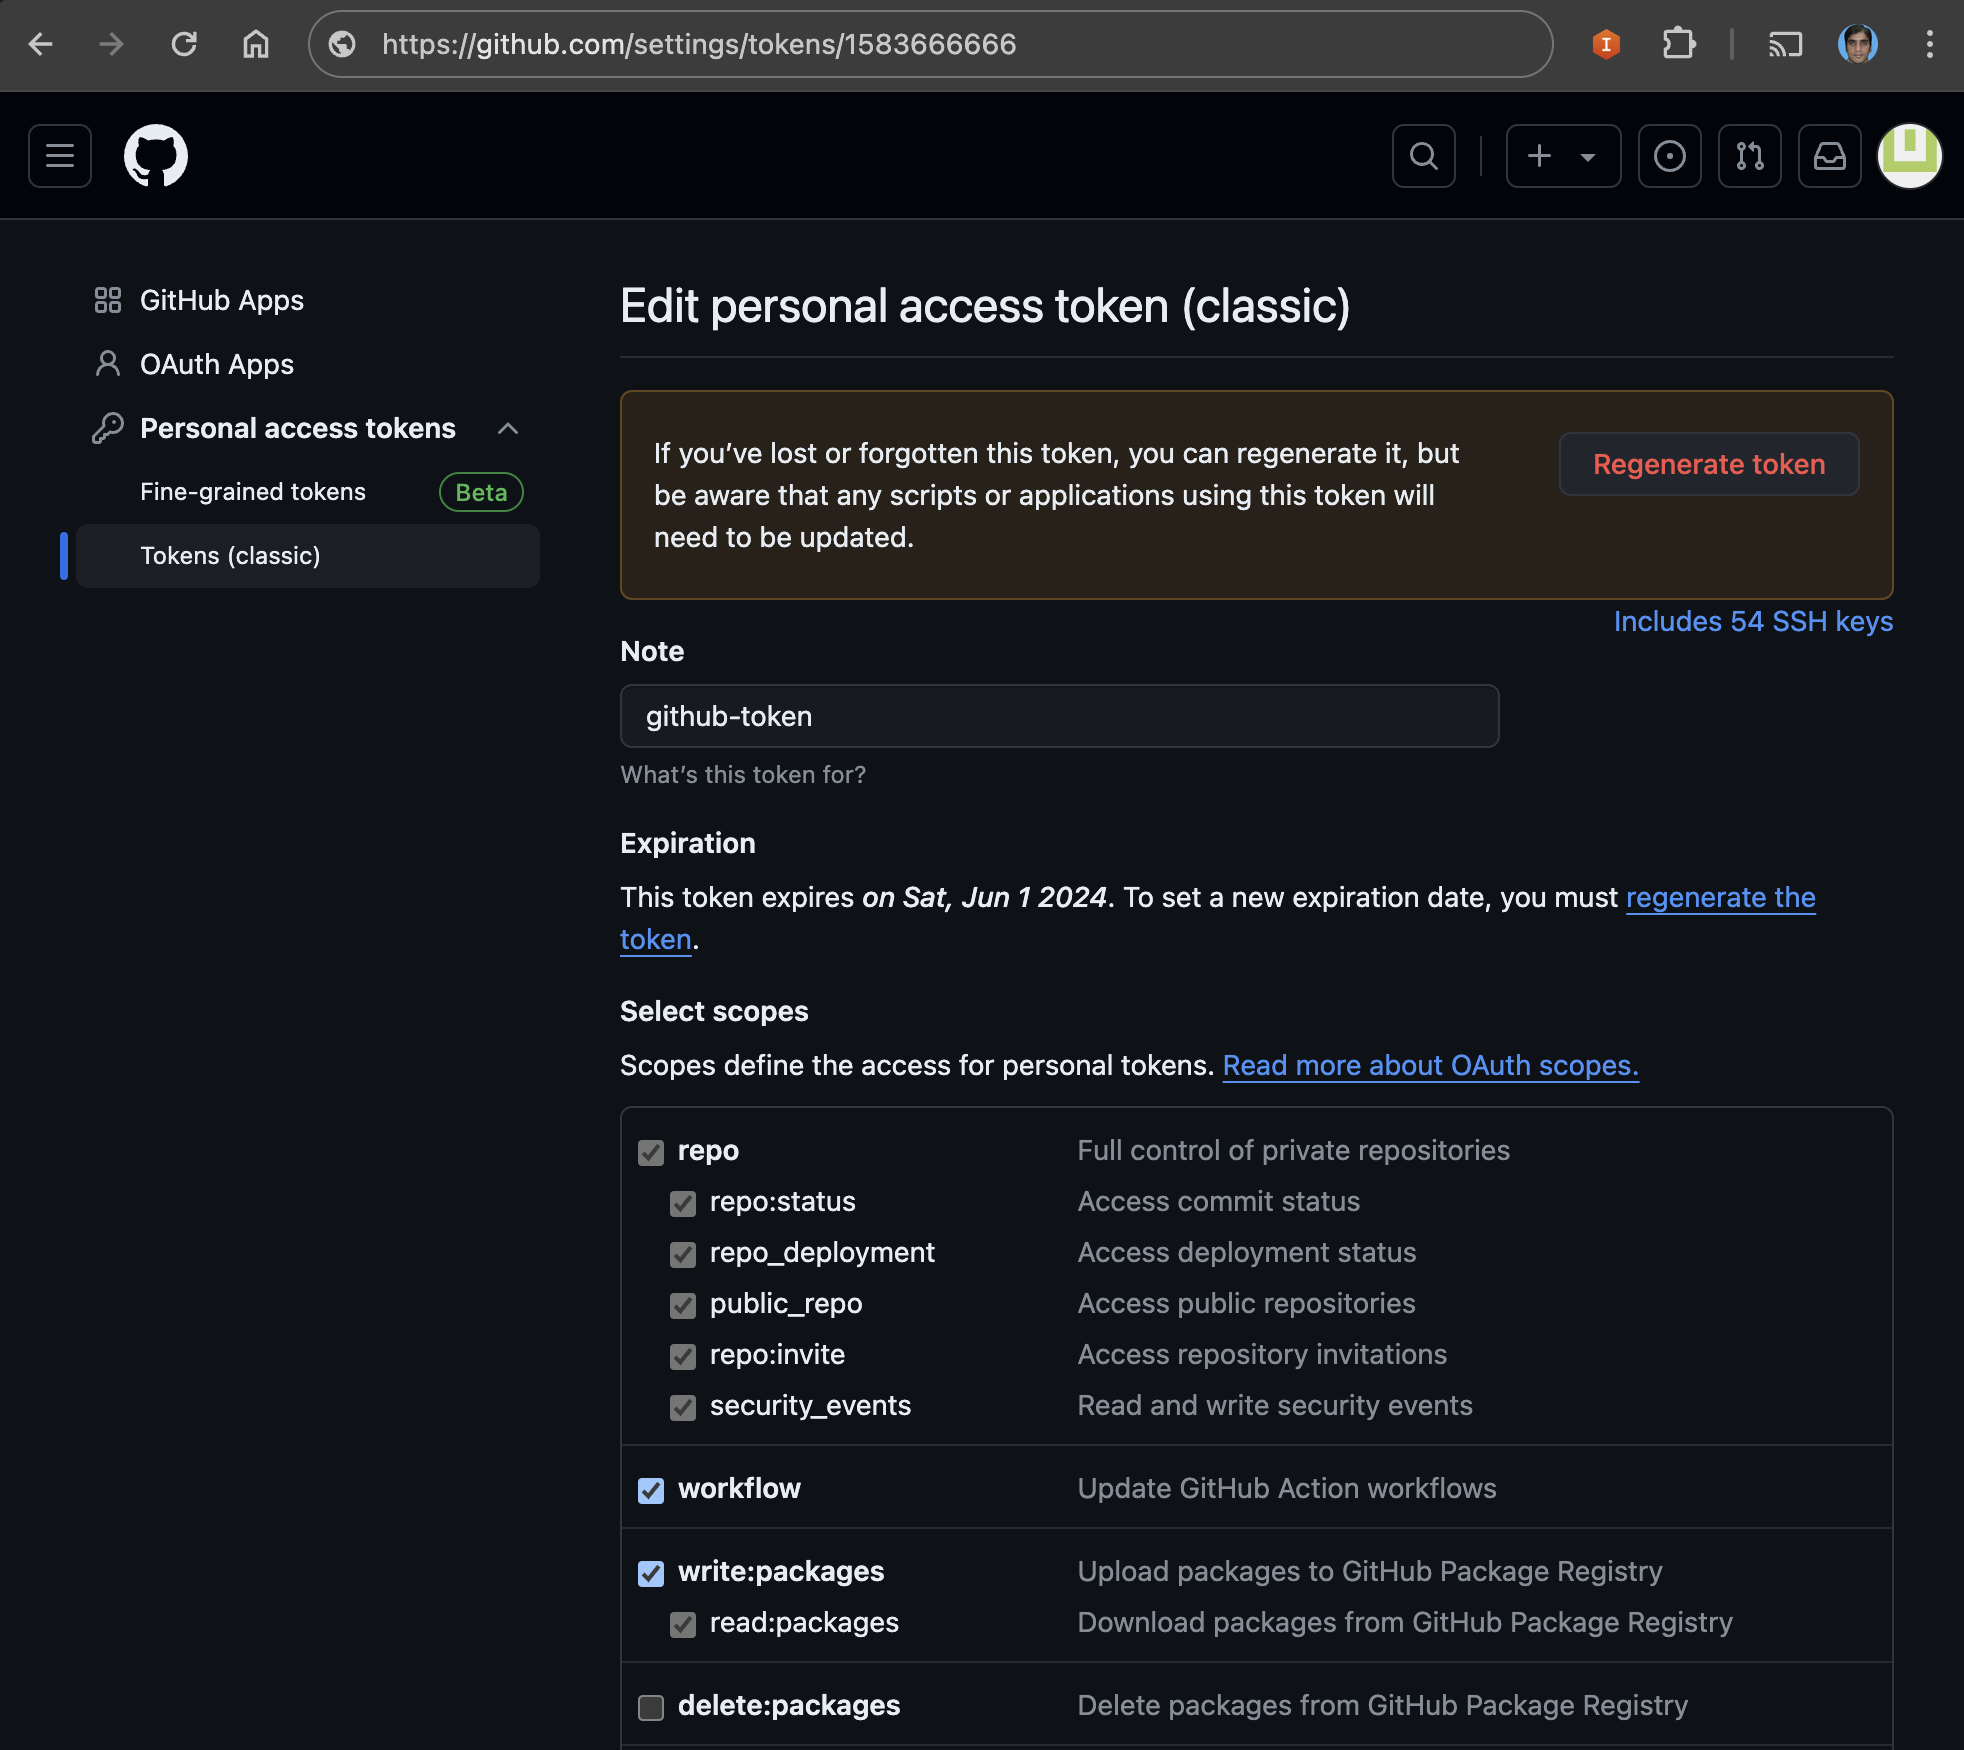 https://github.com/settings/tokens/1583666666
GitHub Apps
OAuth Apps
Personal access tokens
Fine-grained tokens Beta
Tokens (classic)
Edit personal access token (classic)
If you’ve lost or forgotten this token, you can regenerate it, but
be aware that any scripts or applications using this token will
need to be updated.
Regenerate token
Includes 54 SSH keys
Note
github-token
What’s this token for?
Expiration
This token expires on Sat, Jun 1 2024. To set a new expiration date, you must regenerate the
token.
Select scopes
Scopes define the access for personal tokens. Read more about OAuth scopes.
repo Full control of private repositories
repo:status Access commit status
repo_deployment Access deployment status
public_repo Access public repositories
repo:invite Access repository invitations
security_events Read and write security events
workflow Update GitHub Action workflows
write:packages Upload packages to GitHub Package Registry
read:packages Download packages from GitHub Package Registry
delete:packages Delete packages from GitHub Package Registry